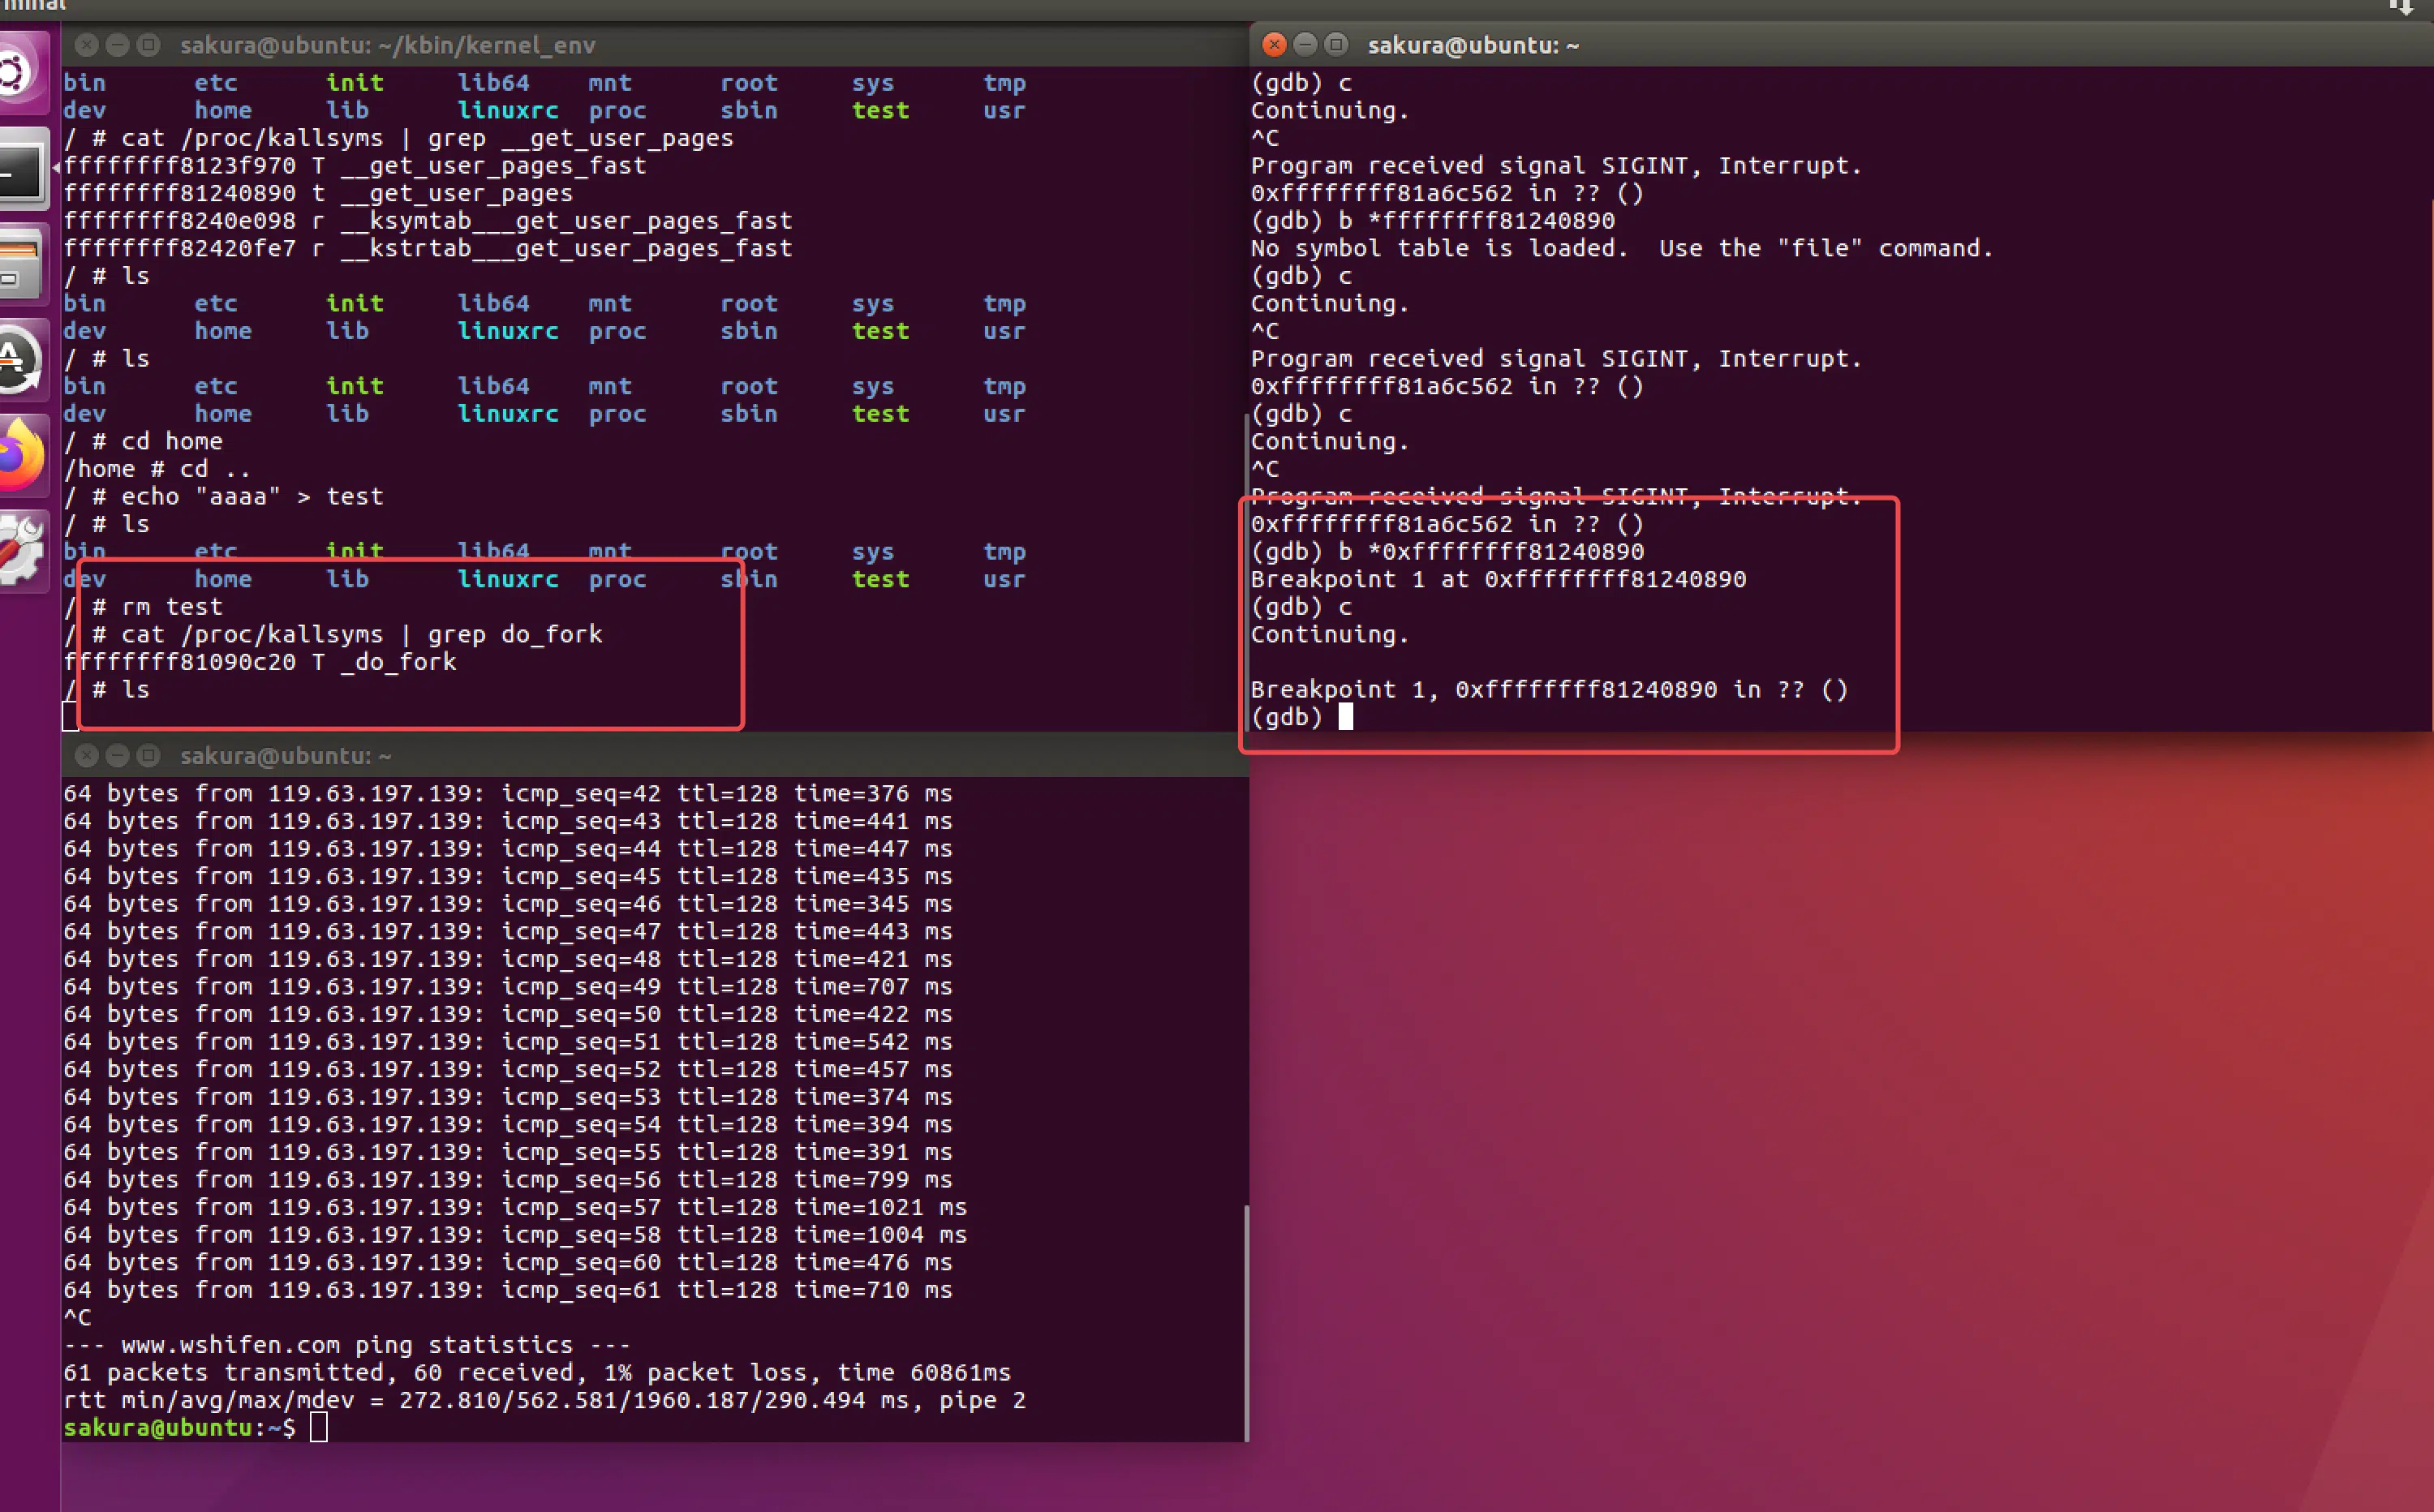 minal
sakura@ubuntu: ~/kbin/kernel_env
bin      etc      init     lib64    mnt      root     sys      tmp
dev      home     lib      linuxrc  proc     sbin     test     usr
/ # cat /proc/kallsyms | grep __get_user_pages
ffffffff8123f970 T __get_user_pages_fast
ffffffff81240890 t __get_user_pages
ffffffff8240e098 r __ksymtab___get_user_pages_fast
ffffffff82420fe7 r __kstrtab___get_user_pages_fast
/ # ls
bin      etc      init     lib64    mnt      root     sys      tmp
dev      home     lib      linuxrc  proc     sbin     test     usr
/ # ls
bin      etc      init     lib64    mnt      root     sys      tmp
dev      home     lib      linuxrc  proc     sbin     test     usr
/ # cd home
/home # cd ..
/ # echo "aaaa" > test
/ # ls
bin      etc      init     lib64    mnt      root     sys      tmp
dev      home     lib      linuxrc  proc     sbin     test     usr
/ # rm test
/ # cat /proc/kallsyms | grep do_fork
ffffffff81090c20 T _do_fork
/ # ls
sakura@ubuntu: ~
(gdb) c
Continuing.
^C
Program received signal SIGINT, Interrupt.
0xffffffff81a6c562 in ?? ()
(gdb) b *ffffffff81240890
No symbol table is loaded.  Use the "file" command.
(gdb) c
Continuing.
^C
Program received signal SIGINT, Interrupt.
0xffffffff81a6c562 in ?? ()
(gdb) c
Continuing.
^C
Program received signal SIGINT, Interrupt.
0xffffffff81a6c562 in ?? ()
(gdb) b *0xffffffff81240890
Breakpoint 1 at 0xffffffff81240890
(gdb) c
Continuing.
Breakpoint 1, 0xffffffff81240890 in ?? ()
(gdb)
sakura@ubuntu: ~
64 bytes from 119.63.197.139: icmp_seq=42 ttl=128 time=376 ms
64 bytes from 119.63.197.139: icmp_seq=43 ttl=128 time=441 ms
64 bytes from 119.63.197.139: icmp_seq=44 ttl=128 time=447 ms
64 bytes from 119.63.197.139: icmp_seq=45 ttl=128 time=435 ms
64 bytes from 119.63.197.139: icmp_seq=46 ttl=128 time=345 ms
64 bytes from 119.63.197.139: icmp_seq=47 ttl=128 time=443 ms
64 bytes from 119.63.197.139: icmp_seq=48 ttl=128 time=421 ms
64 bytes from 119.63.197.139: icmp_seq=49 ttl=128 time=707 ms
64 bytes from 119.63.197.139: icmp_seq=50 ttl=128 time=422 ms
64 bytes from 119.63.197.139: icmp_seq=51 ttl=128 time=542 ms
64 bytes from 119.63.197.139: icmp_seq=52 ttl=128 time=457 ms
64 bytes from 119.63.197.139: icmp_seq=53 ttl=128 time=374 ms
64 bytes from 119.63.197.139: icmp_seq=54 ttl=128 time=394 ms
64 bytes from 119.63.197.139: icmp_seq=55 ttl=128 time=391 ms
64 bytes from 119.63.197.139: icmp_seq=56 ttl=128 time=799 ms
64 bytes from 119.63.197.139: icmp_seq=57 ttl=128 time=1021 ms
64 bytes from 119.63.197.139: icmp_seq=58 ttl=128 time=1004 ms
64 bytes from 119.63.197.139: icmp_seq=60 ttl=128 time=476 ms
64 bytes from 119.63.197.139: icmp_seq=61 ttl=128 time=710 ms
^C
--- www.wshifen.com ping statistics ---
61 packets transmitted, 60 received, 1% packet loss, time 60861ms
rtt min/avg/max/mdev = 272.810/562.581/1960.187/290.494 ms, pipe 2
sakura@ubuntu:~$